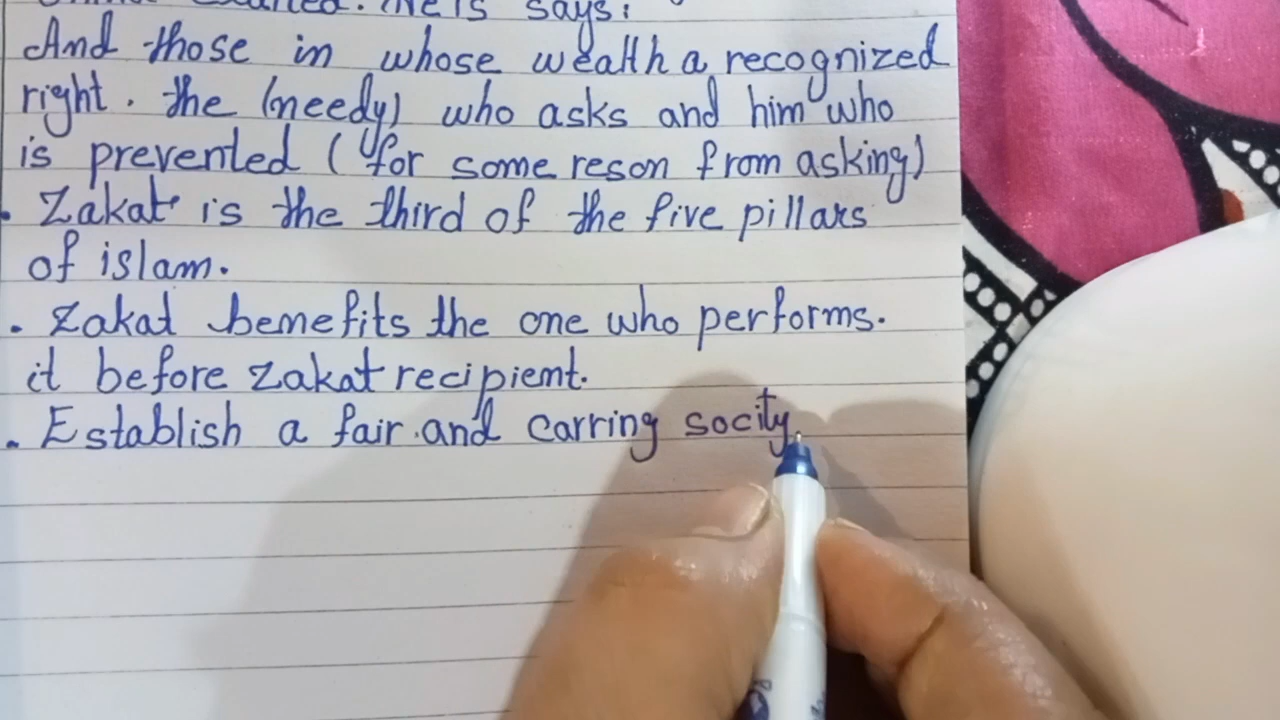 says:
And those in whose wealth a recognized
right. the (needy) who asks and him who
is prevented (for some reson from asking)
. Zakat is the third of the five pillars
of islam.
. Zakat benefits the one who performs.
it before Zakat recipient.
. Establish a fair and carring socity.